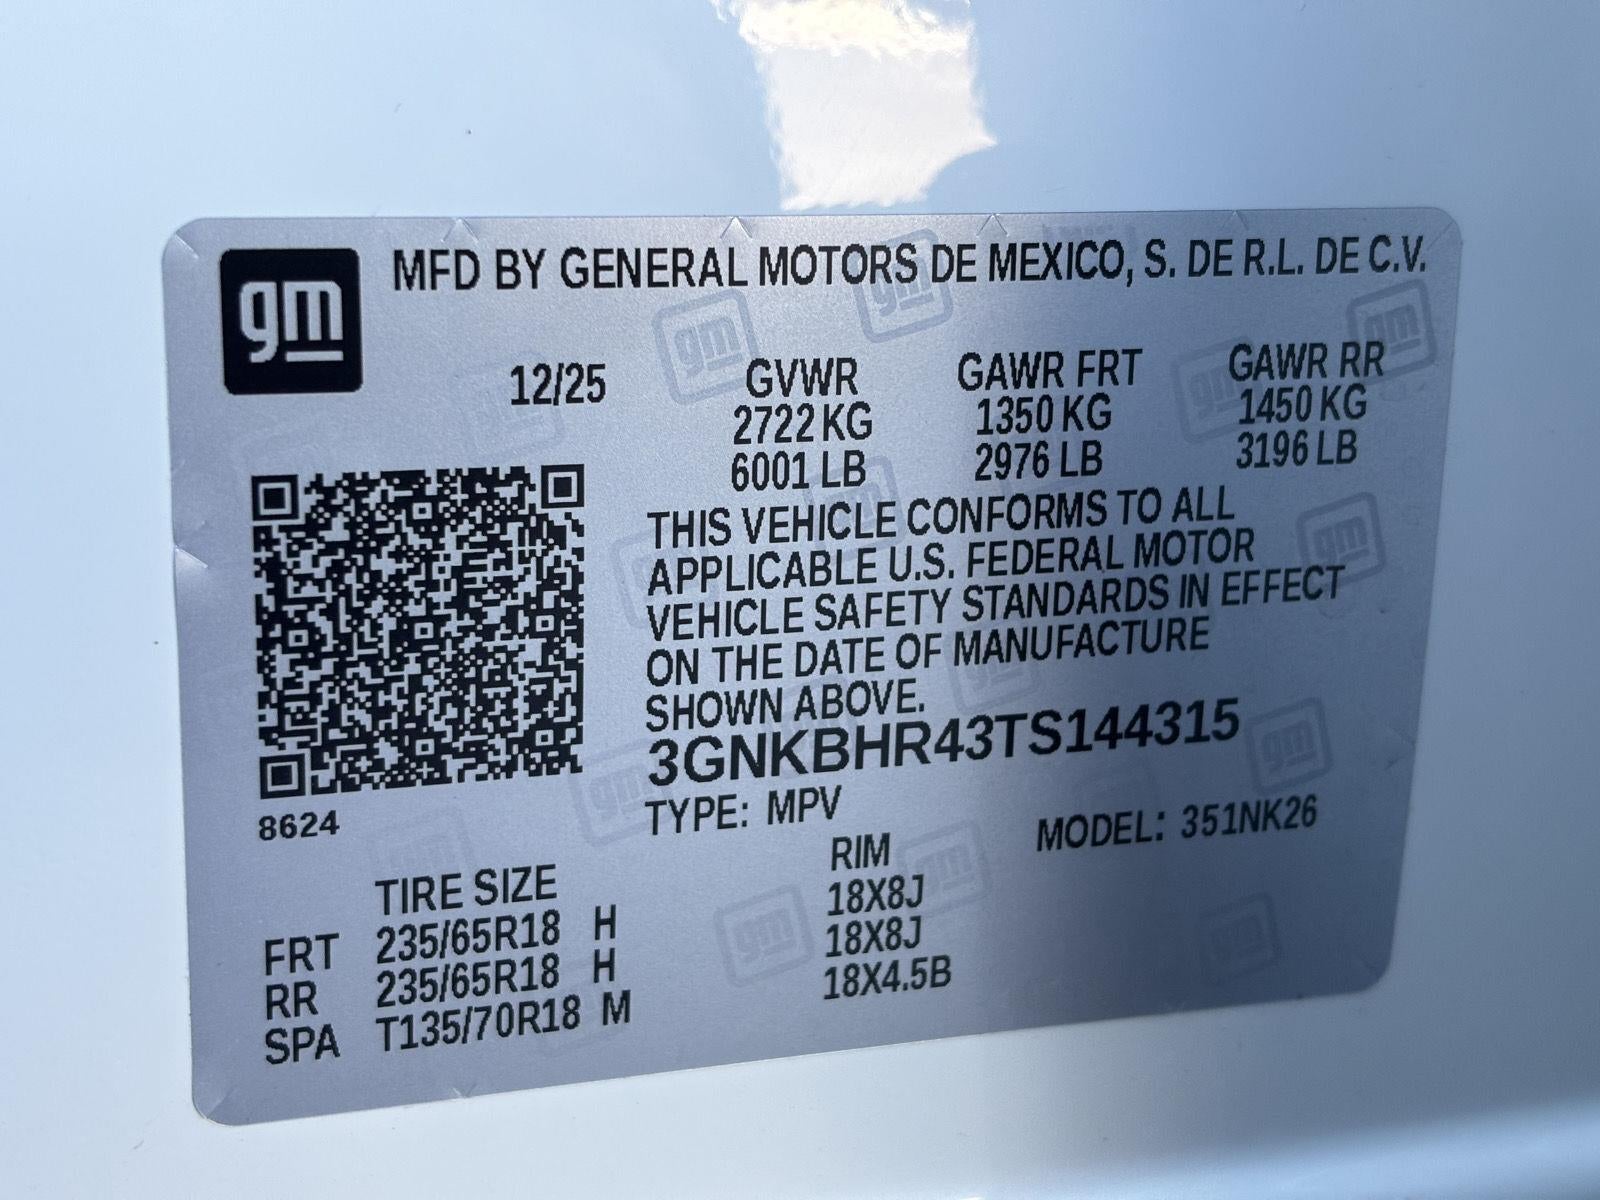 gm
MFD BY GENERAL MOTORS DE MEXICO, S. DE R.L. DE C.V.
12/25 GVWR GAWR FRT GAWR RR
2722 KG 1350 KG 1450 KG
6001 LB 2976 LB 3196 LB
THIS VEHICLE CONFORMS TO ALL
APPLICABLE U.S. FEDERAL MOTOR
VEHICLE SAFETY STANDARDS IN EFFECT
ON THE DATE OF MANUFACTURE
SHOWN ABOVE.
3GNKBHR43TS144315
8624
TYPE: MPV MODEL: 351NK26
TIRE SIZE RIM
FRT 235/65R18 H 18X8J
RR 235/65R18 H 18X8J
SPA T135/70R18 M 18X4.5B